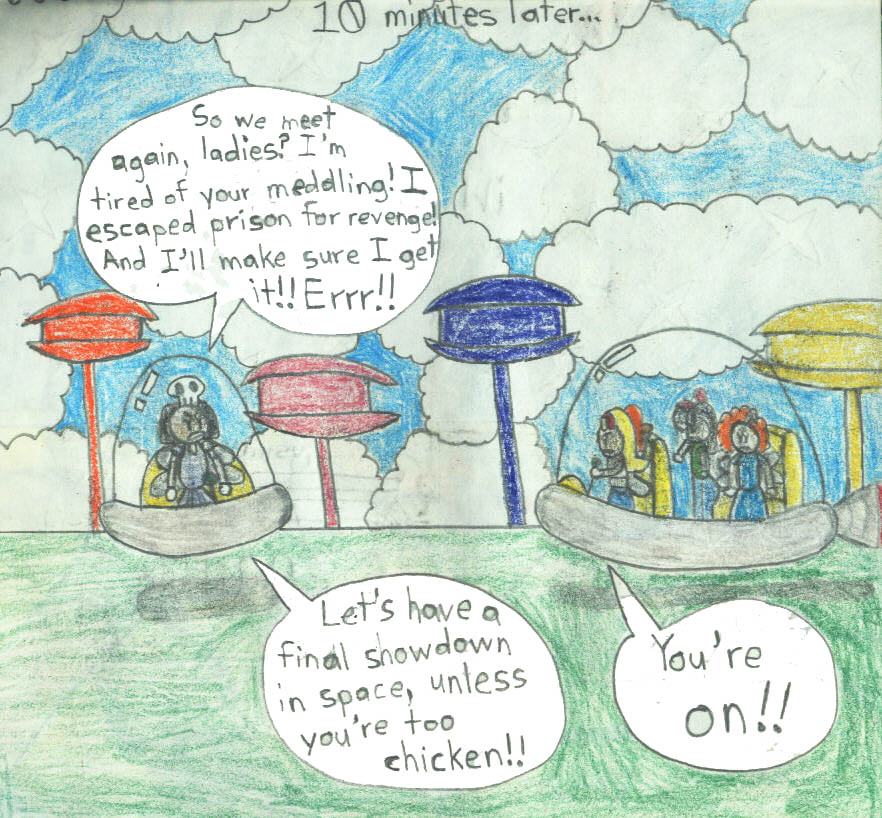 10 minutes later...
So we meet
again, ladies? I'm
tired of your meddling! I
escaped prison for revenge!
And I'll make sure I get
it!! Errr!!
Let's have a
final showdown
in space, unless
you're too
chicken!!
You're
on!!